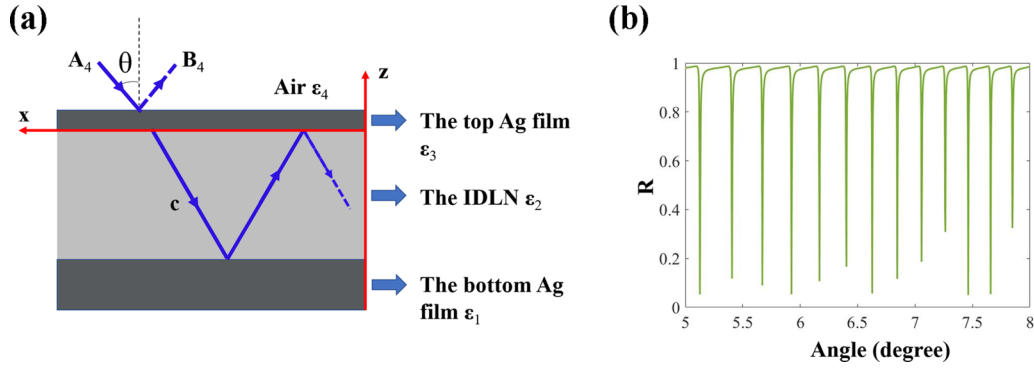 (a)
A4
θ
B4
Air ε4
z
x
The top Ag film
ε3
The IDLN ε2
c
The bottom Ag
film ε1
(b)
1
0.8
0.6
0.4
0.2
0
R
5
5.5
6
6.5
7
7.5
8
Angle (degree)